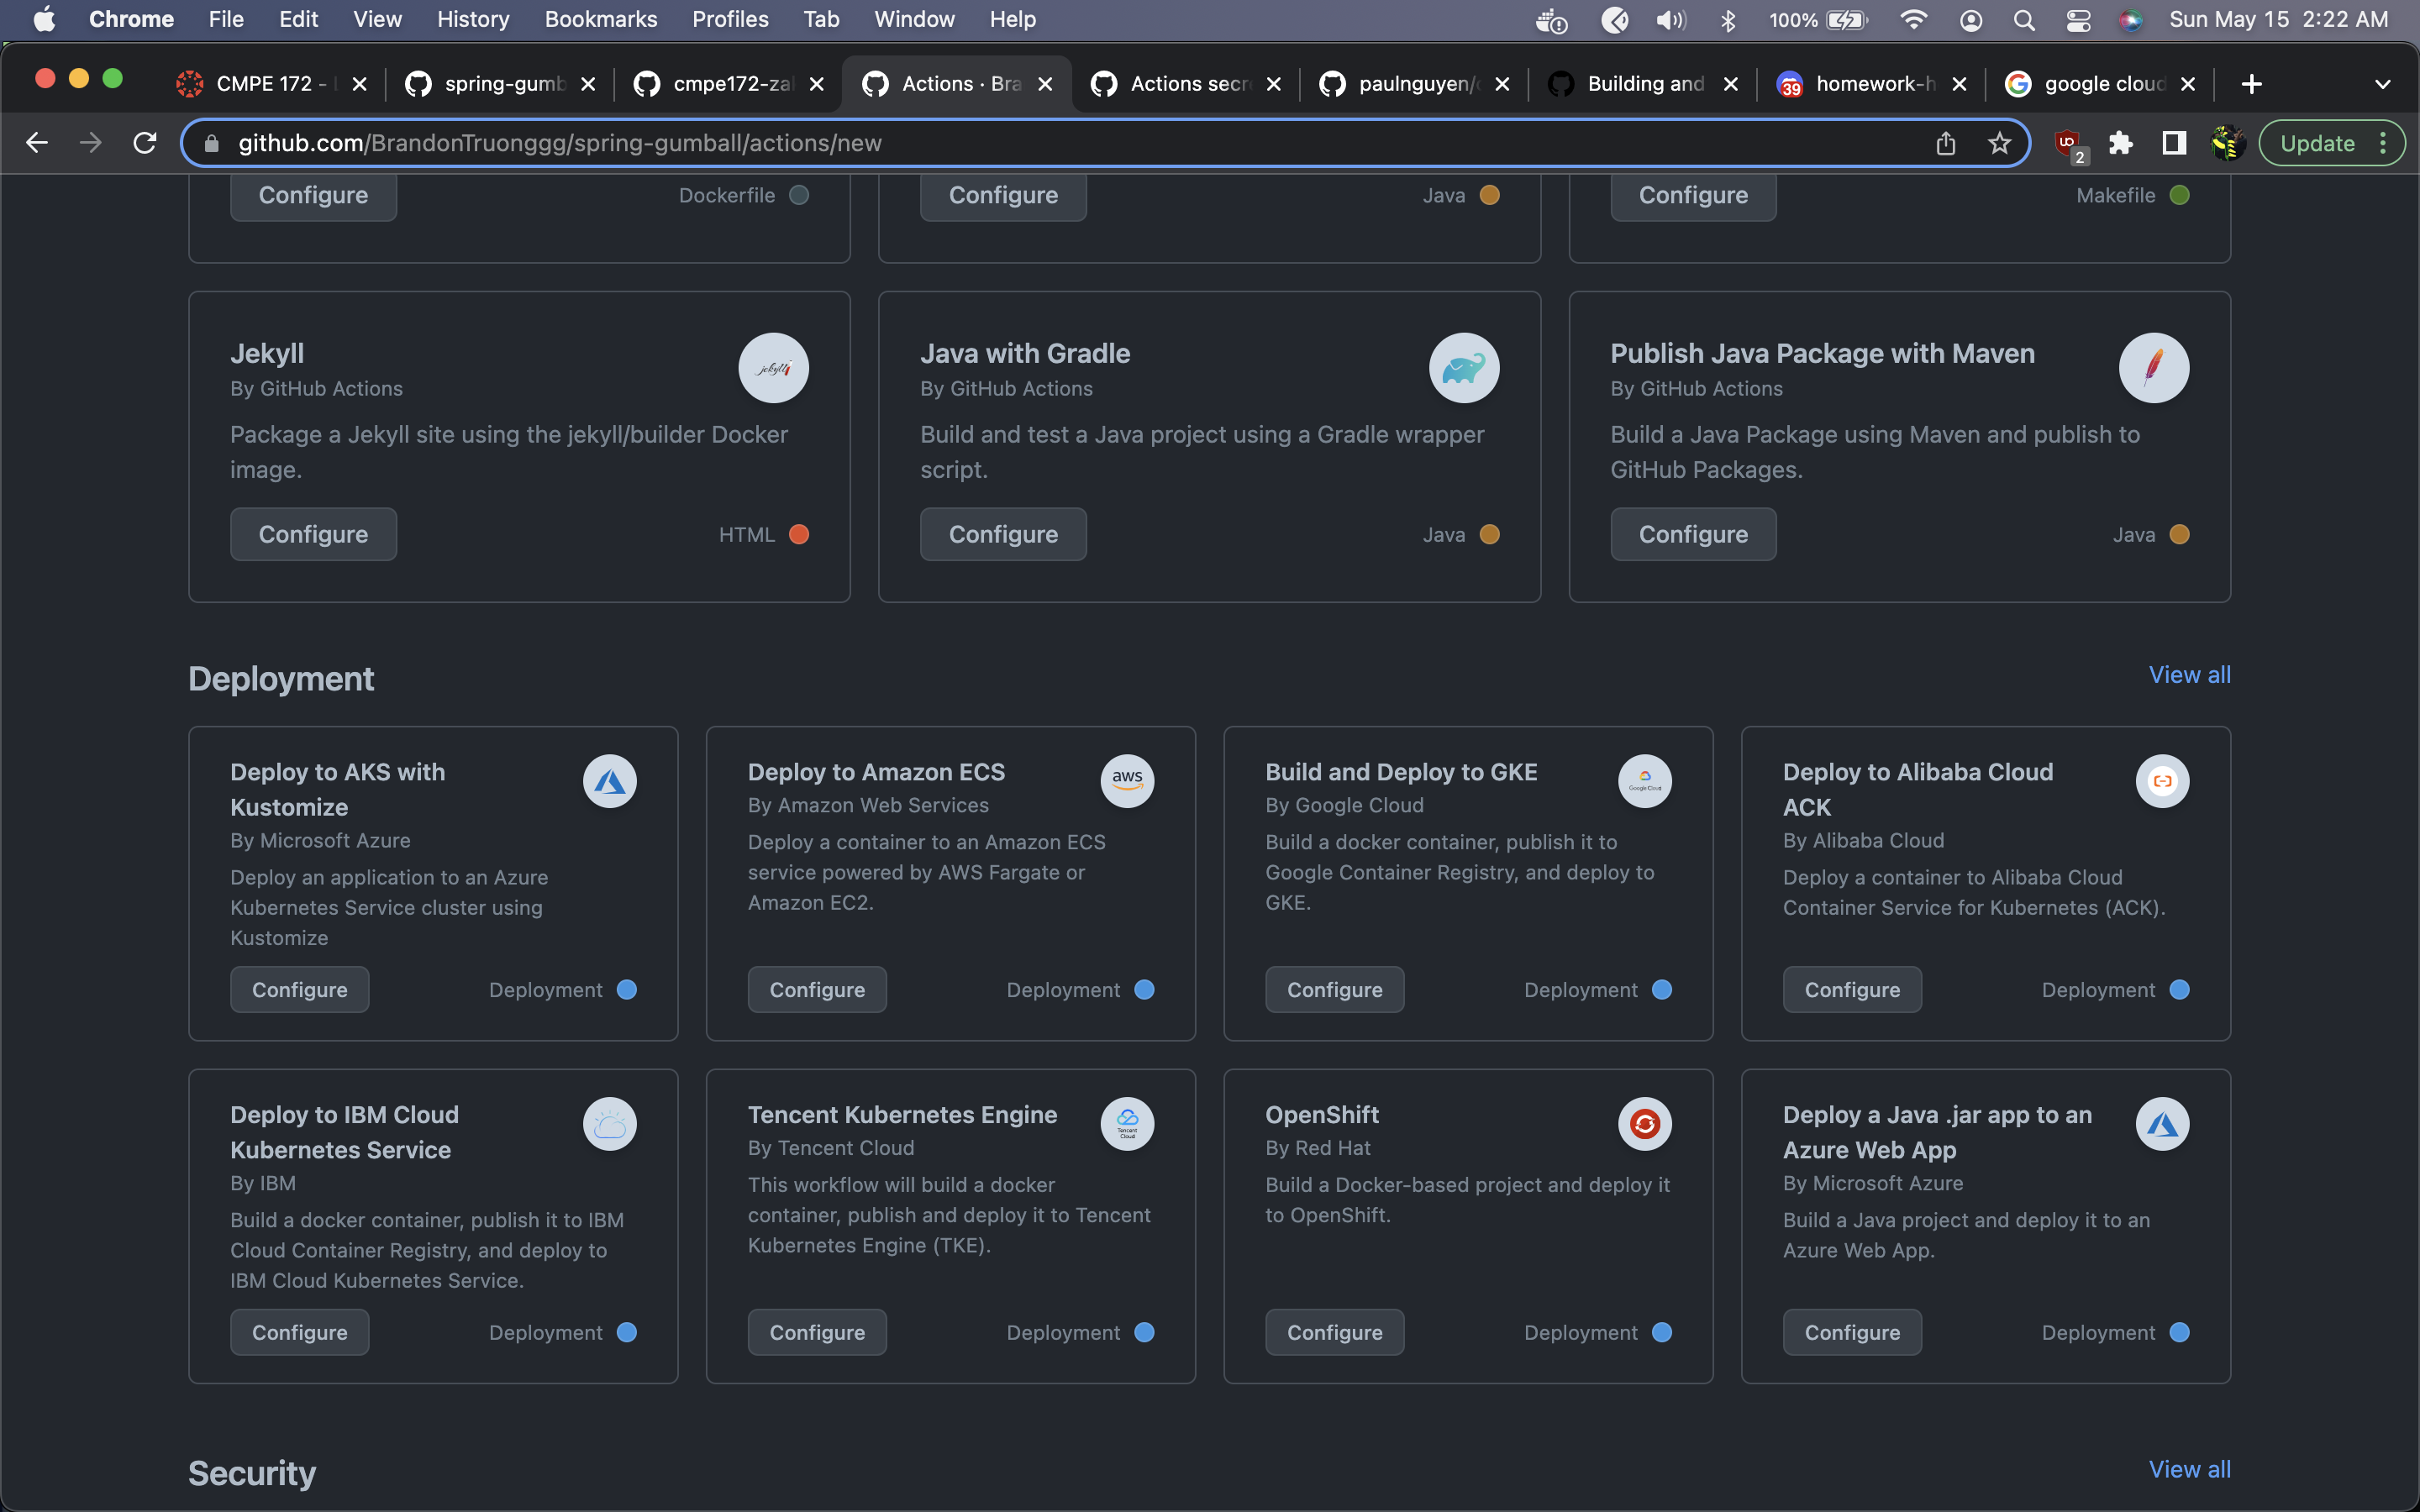 Chrome File Edit View History Bookmarks Profiles Tab Window Help 100% Sun May 15 2:22 AM
CMPE 172 - spring-gumb cmpe172-zal Actions · Bra Actions secr paulnguyen/ Building and 39 homework-h google cloud
github.com/BrandonTruonggg/spring-gumball/actions/new 2 Update
Configure Dockerfile Configure Java Configure Makefile
Jekyll
By GitHub Actions
Package a Jekyll site using the jekyll/builder Docker
image.
Configure HTML
Java with Gradle
By GitHub Actions
Build and test a Java project using a Gradle wrapper
script.
Configure Java
Publish Java Package with Maven
By GitHub Actions
Build a Java Package using Maven and publish to
GitHub Packages.
Configure Java
Deployment View all
Deploy to AKS with
Kustomize
By Microsoft Azure
Deploy an application to an Azure
Kubernetes Service cluster using
Kustomize
Configure Deployment
Deploy to Amazon ECS
aws
By Amazon Web Services
Deploy a container to an Amazon ECS
service powered by AWS Fargate or
Amazon EC2.
Configure Deployment
Build and Deploy to GKE
Google Cloud
By Google Cloud
Build a docker container, publish it to
Google Container Registry, and deploy to
GKE.
Configure Deployment
Deploy to Alibaba Cloud
ACK
By Alibaba Cloud
Deploy a container to Alibaba Cloud
Container Service for Kubernetes (ACK).
Configure Deployment
Deploy to IBM Cloud
Kubernetes Service
By IBM
Build a docker container, publish it to IBM
Cloud Container Registry, and deploy to
IBM Cloud Kubernetes Service.
Configure Deployment
Tencent Kubernetes Engine
Tencent
Cloud
By Tencent Cloud
This workflow will build a docker
container, publish and deploy it to Tencent
Kubernetes Engine (TKE).
Configure Deployment
OpenShift
By Red Hat
Build a Docker-based project and deploy it
to OpenShift.
Configure Deployment
Deploy a Java .jar app to an
Azure Web App
By Microsoft Azure
Build a Java project and deploy it to an
Azure Web App.
Configure Deployment
Security View all